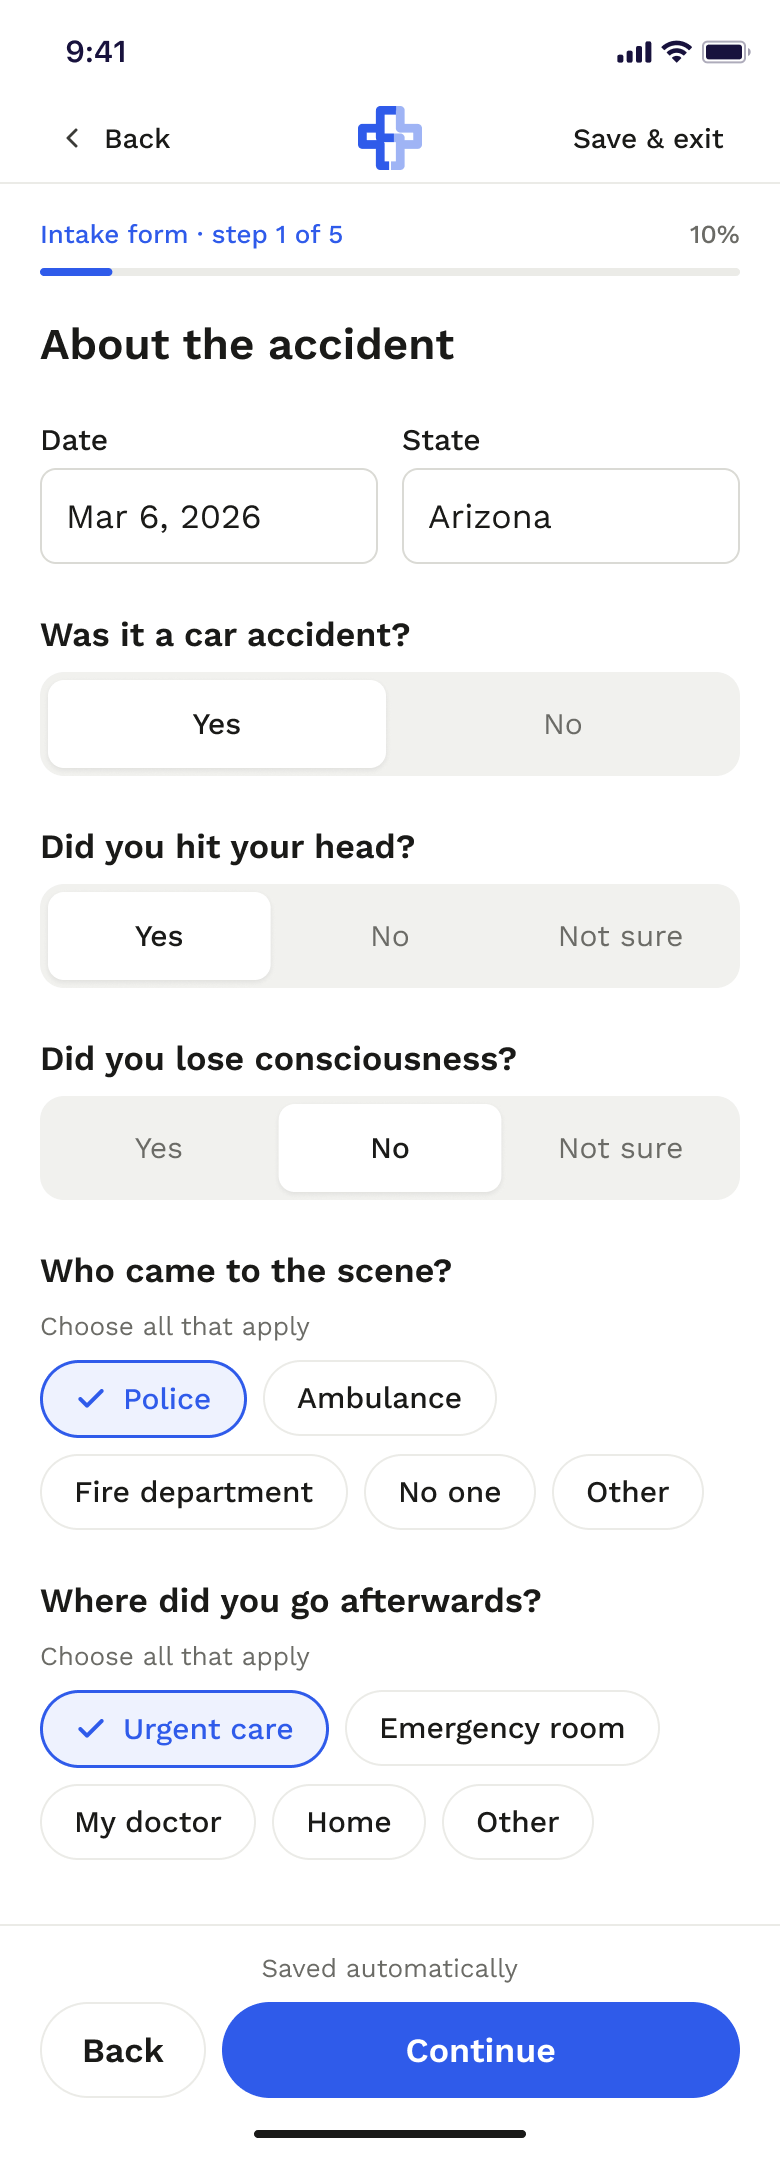 9:41
Back
Save & exit
Intake form · step 1 of 5
10%
About the accident
Date
State
Mar 6, 2026
Arizona
Was it a car accident?
Yes
No
Did you hit your head?
Yes
No
Not sure
Did you lose consciousness?
Yes
No
Not sure
Who came to the scene?
Choose all that apply
Police
Ambulance
Fire department
No one
Other
Where did you go afterwards?
Choose all that apply
Urgent care
Emergency room
My doctor
Home
Other
Saved automatically
Back
Continue